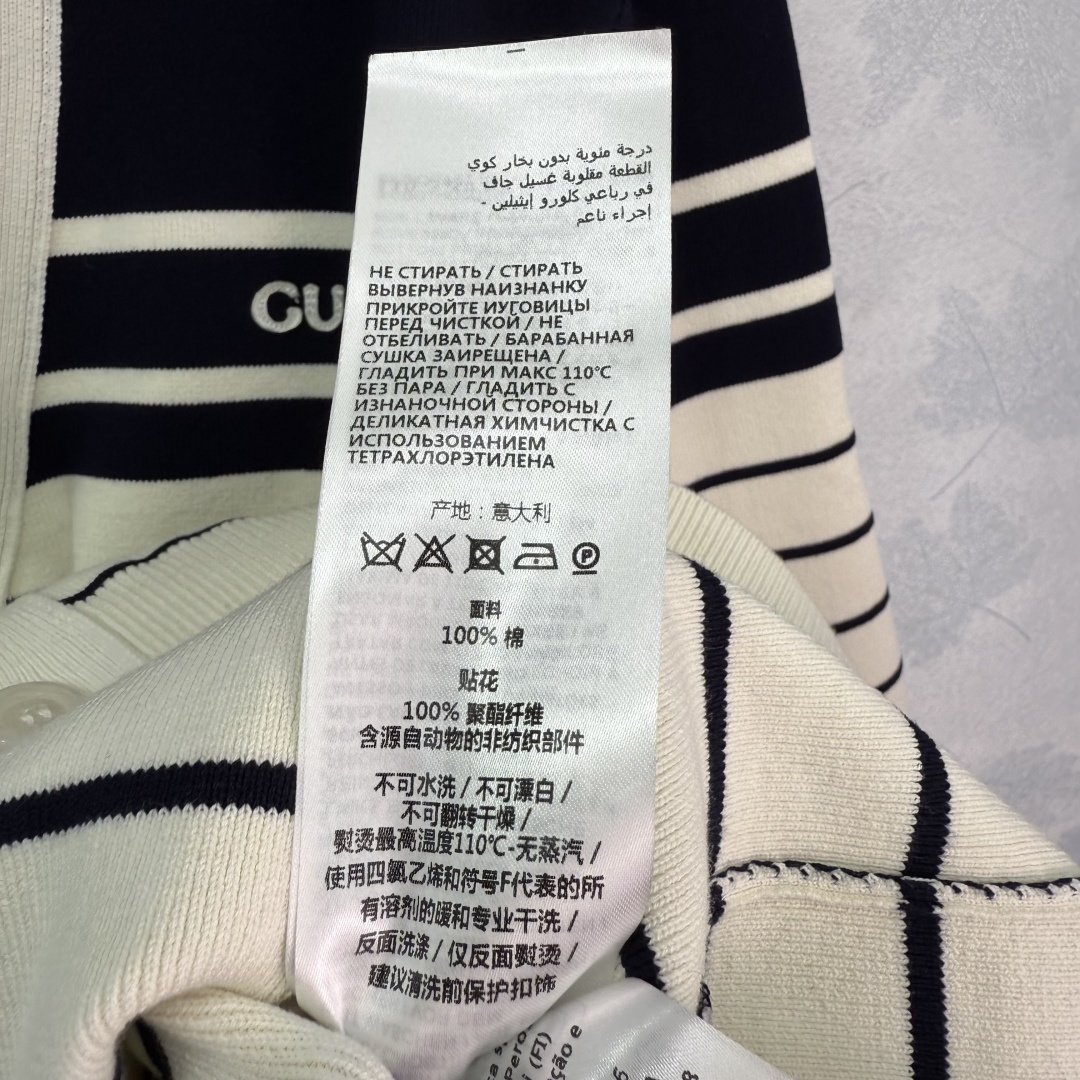 درجة مئوية بدون بخار كوي
القطعة مقلوبة غسيل جاف
في رباعي كلورو إيثيلين -
إجراء ناعم
GU
НЕ СТИРАТЬ / СТИРАТЬ
ВЫВЕРНУВ НАИЗНАНКУ
ПРИКРОЙТЕ ИУГОВИЦЫ
ПЕРЕД ЧИСТКОЙ / НЕ
ОТБЕЛИВАТЬ / БАРАБАННАЯ
СУШКА ЗАИРЕЩЕНА /
ГЛАДИТЬ ПРИ МАКС 110°C
БЕЗ ПАРА / ГЛАДИТЬ С
ИЗНАНОЧНОЙ СТОРОНЫ /
ДЕЛИКАТНАЯ ХИМЧИСТКА С
ИСПОЛЬЗОВАНИЕМ
ТЕТРАХЛОРЭТИЛЕНА
产地：意大利
P
面料
100% 棉
贴花
100% 聚酯纤维
含源自动物的非纺织部件
不可水洗 / 不可漂白 /
不可翻转干燥 /
熨烫最高温度110℃-无蒸汽 /
使用四氯乙烯和符号F代表的所
有溶剂的缓和专业干洗 /
反面洗涤 / 仅反面熨烫 /
建议清洗前保护扣饰
(FI)
ção e